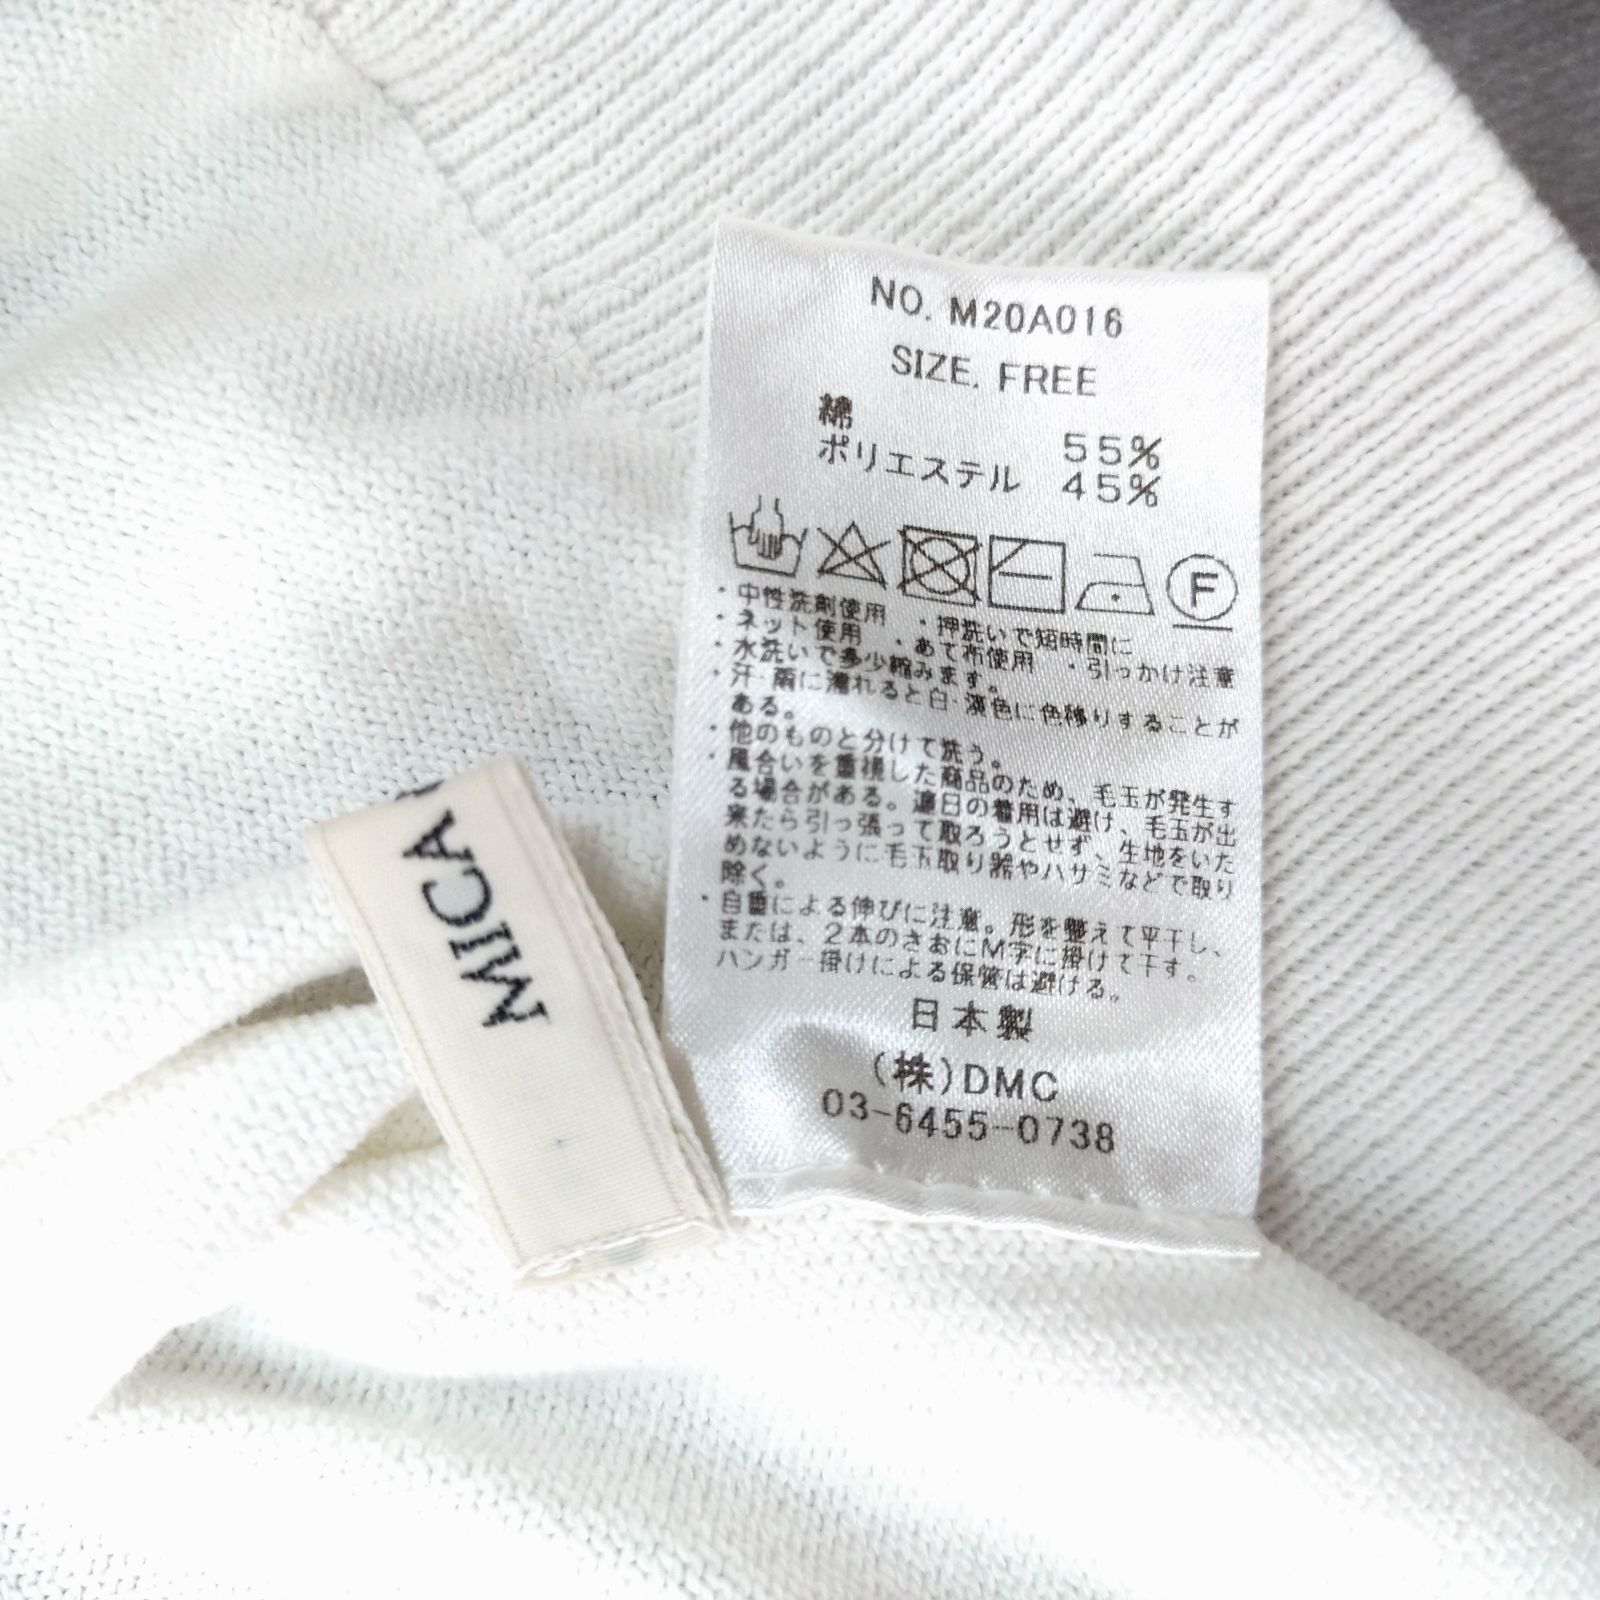 NO. M20A016
SIZE. FREE
綿 55%
ポリエステル 45%
F
・中性洗剤使用 ・押洗いで短時間に
・ネット使用 ・あて布使用 ・引っかけ注意
・水洗いで多少縮みます。
・汗・雨に濡れると白・淡色に色移りすることが
ある。
・他のものと分けて洗う。
・風合いを重視した商品のため、毛玉が発生す
る場合がある。連日の着用は避け、毛玉が出
来たら引っ張って取ろうとせず、生地をいた
めないように毛玉取り器やハサミなどで取り
除く。
・自重による伸びに注意。形を整えて平干し、
または、2本のさおにM字に掛けて干す。
ハンガー掛けによる保管は避ける。
日本製
(株)DMC
03-6455-0738
MICA